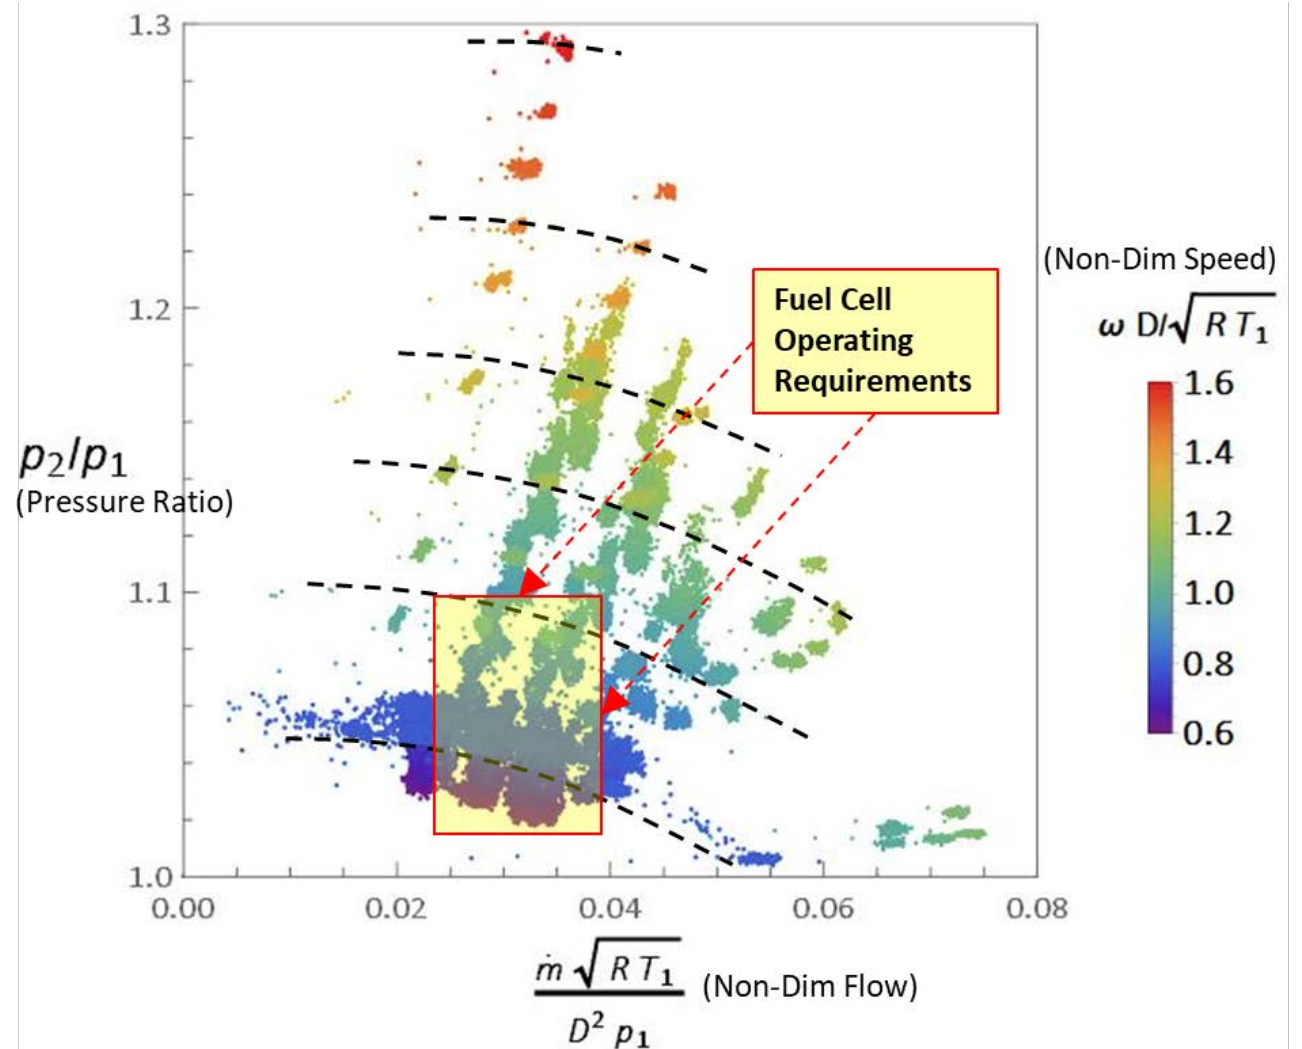 1.3
1.2
1.1
1.0
p₂/p₁
(Pressure Ratio)
Fuel Cell
Operating
Requirements
(Non-Dim Speed)
ω D/√R T₁
1.6
1.4
1.2
1.0
0.8
0.6
0.00 0.02 0.04 0.06 0.08
ṁ √R T₁
D² p₁
(Non-Dim Flow)